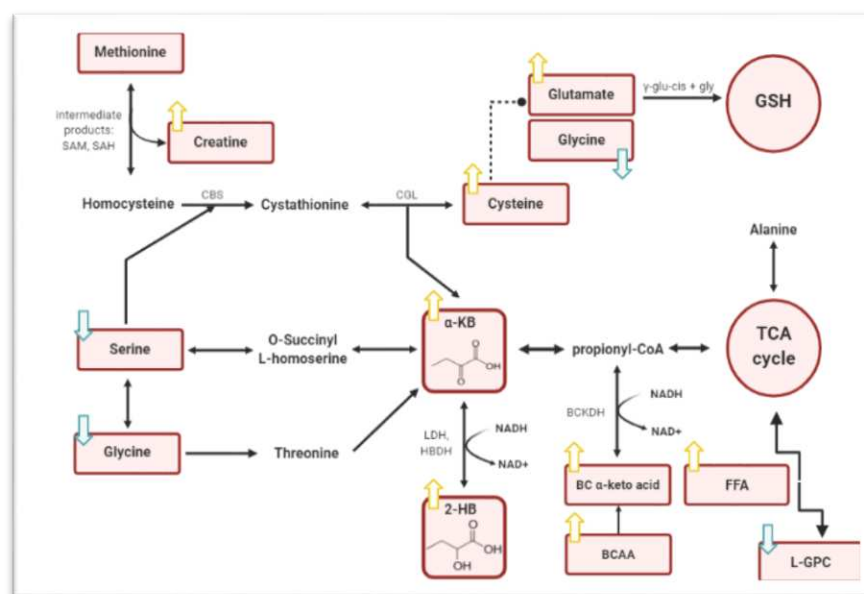 Methionine
intermediate
products:
SAM, SAH
Creatine
Glutamate
γ-glu-cis + gly
GSH
Glycine
Homocysteine
CBS
Cystathionine
CGL
Cysteine
Alanine
Serine
O-Succinyl
L-homoserine
α-KB
O
OH
O
propionyl-CoA
TCA
cycle
Glycine
Threonine
LDH,
HBDH
NADH
NAD+
BCKDH
NADH
NAD+
2-HB
O
OH
OH
BC α-keto acid
FFA
BCAA
L-GPC